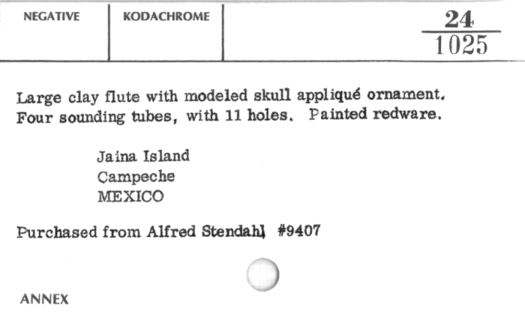 NEGATIVE KODACHROME 24
1025
Large clay flute with modeled skull appliqué ornament.
Four sounding tubes, with 11 holes. Painted redware.
Jaina Island
Campeche
MEXICO
Purchased from Alfred Stendahl #9407
ANNEX